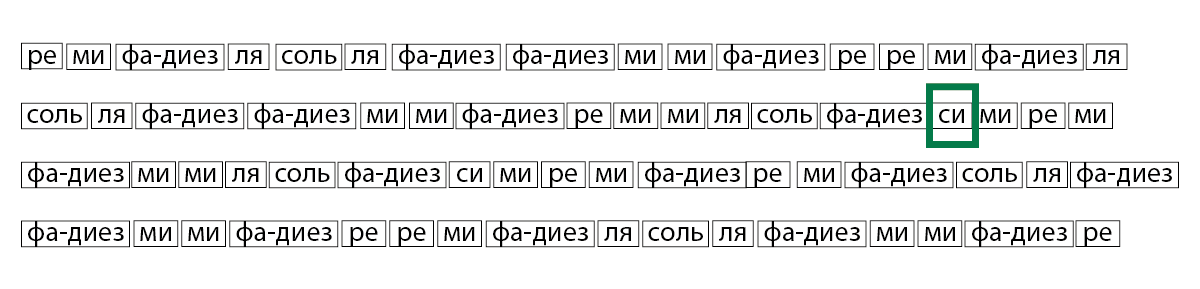 ре ми фа-диез ля соль ля фа-диез фа-диез ми ми фа-диез ре ре ми фа-диез ля
соль ля фа-диез фа-диез ми ми фа-диез ре ми ми ля соль фа-диез си ми ре ми
фа-диез ми ми ля соль фа-диез си ми ре ми фа-диез ре ми фа-диез соль ля фа-диез
фа-диез ми ми фа-диез ре ре ми фа-диез ля соль ля фа-диез ми ми фа-диез ре